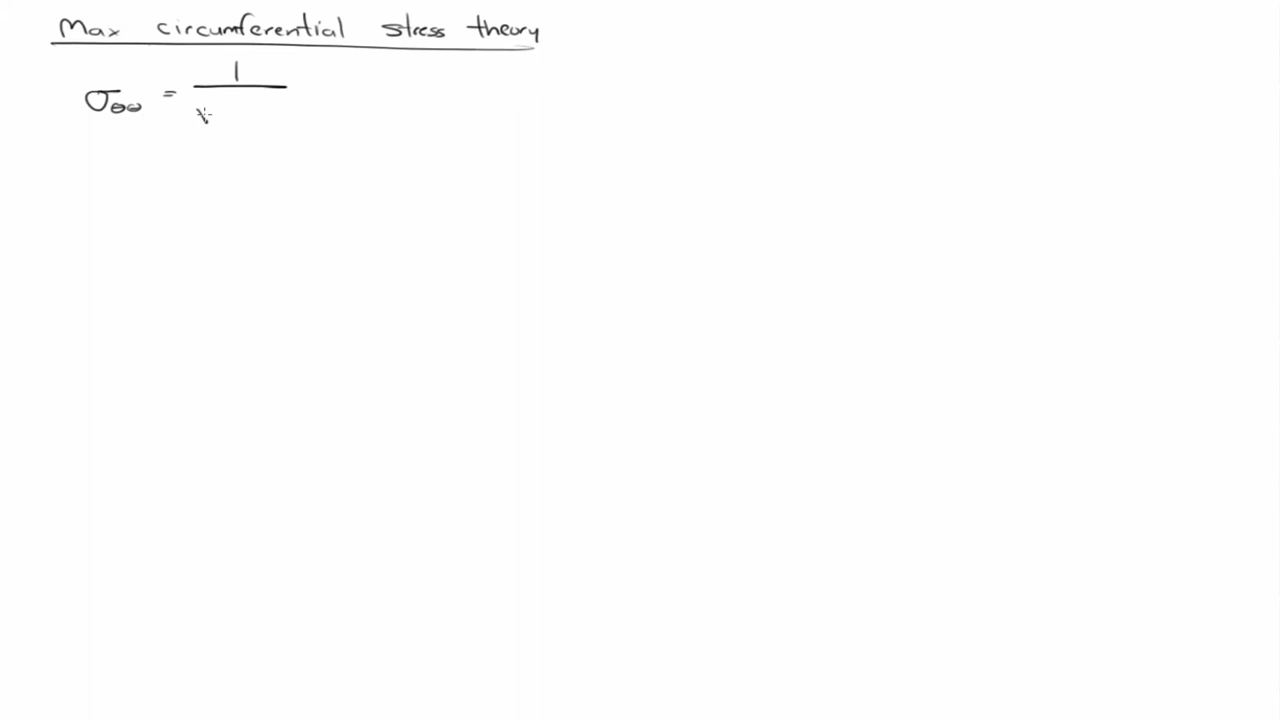 Max circumferential stress theory
σθθ = 1